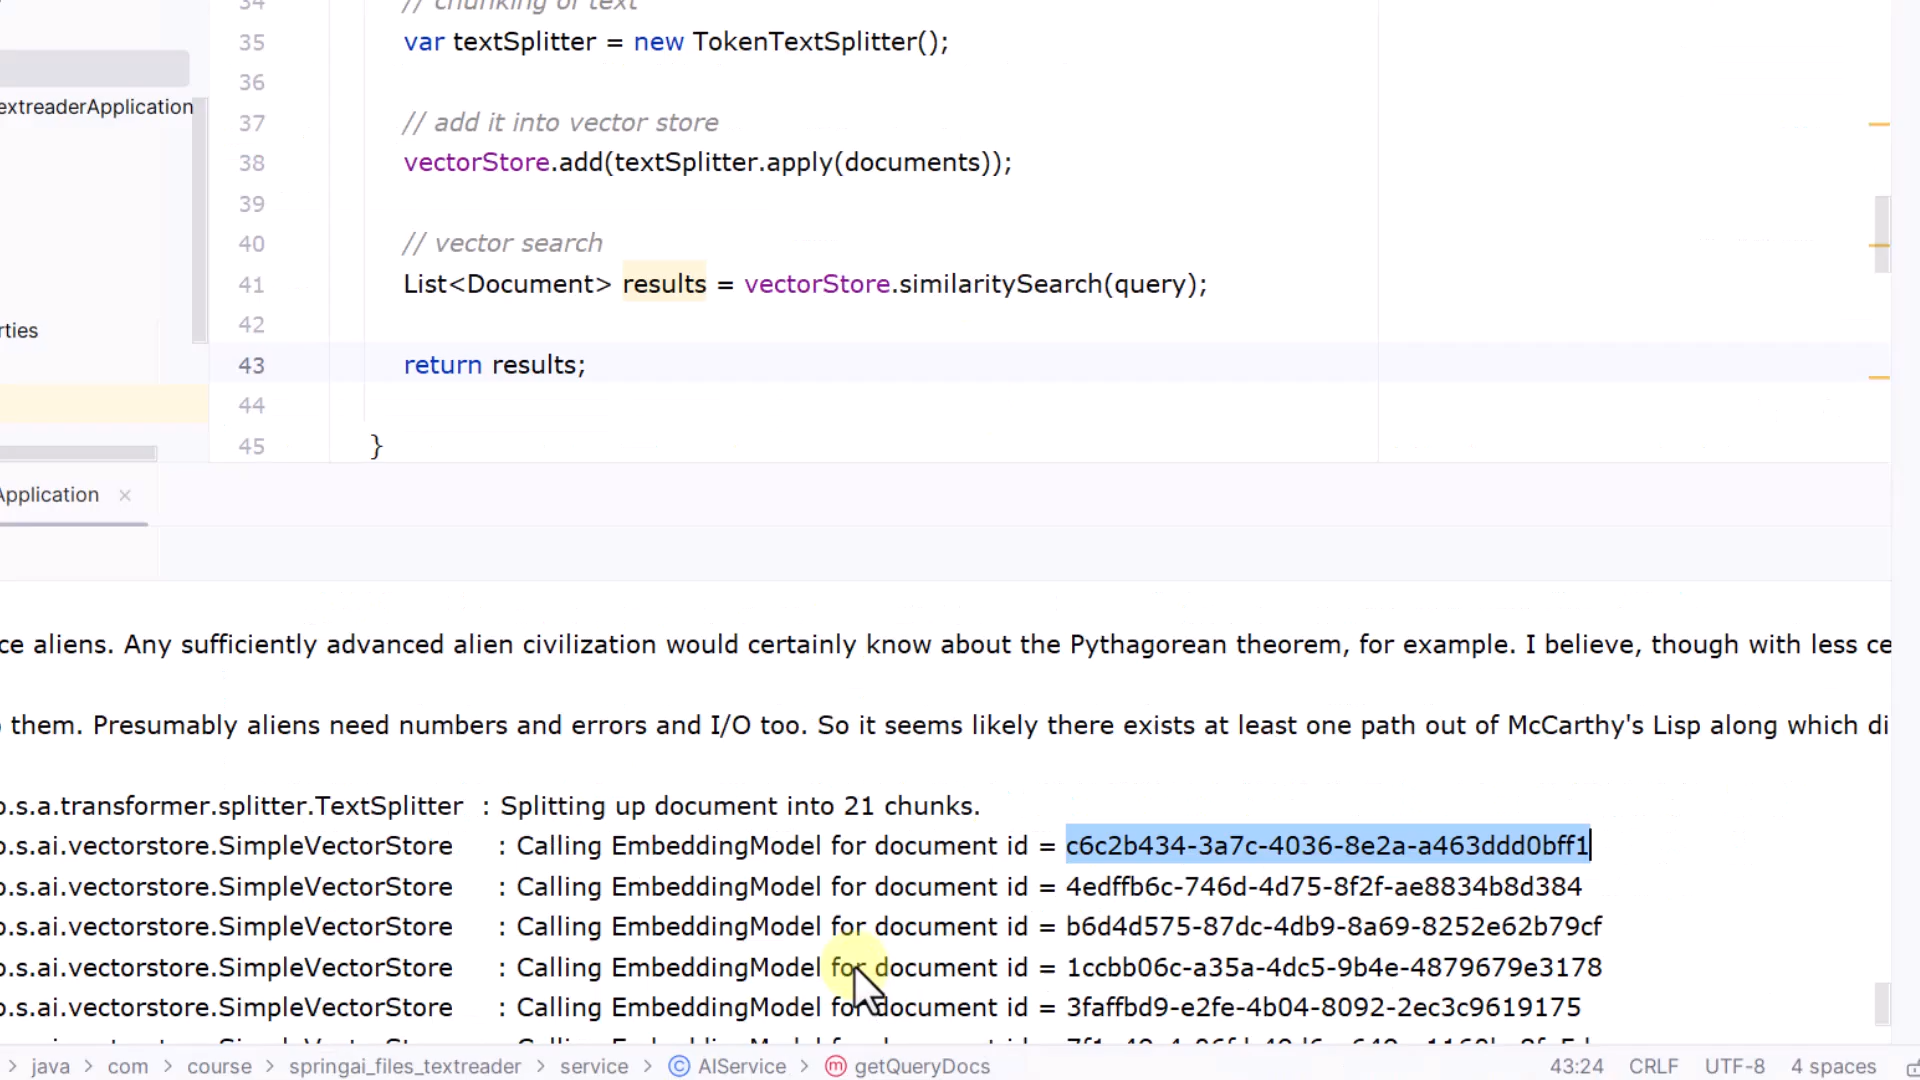 34 // chunking of text
35 var textSplitter = new TokenTextSplitter();
36
extreaderApplication
37 // add it into vector store
38 vectorStore.add(textSplitter.apply(documents));
39
40 // vector search
41 List<Document> results = vectorStore.similaritySearch(query);
42
rties
43 return results;
44
45 }
Application ×
ce aliens. Any sufficiently advanced alien civilization would certainly know about the Pythagorean theorem, for example. I believe, though with less ce
them. Presumably aliens need numbers and errors and I/O too. So it seems likely there exists at least one path out of McCarthy's Lisp along which di
o.s.a.transformer.splitter.TextSplitter : Splitting up document into 21 chunks.
o.s.ai.vectorstore.SimpleVectorStore : Calling EmbeddingModel for document id = c6c2b434-3a7c-4036-8e2a-a463ddd0bff1
o.s.ai.vectorstore.SimpleVectorStore : Calling EmbeddingModel for document id = 4edffb6c-746d-4d75-8f2f-ae8834b8d384
o.s.ai.vectorstore.SimpleVectorStore : Calling EmbeddingModel for document id = b6d4d575-87dc-4db9-8a69-8252e62b79cf
o.s.ai.vectorstore.SimpleVectorStore : Calling EmbeddingModel for document id = 1ccbb06c-a35a-4dc5-9b4e-4879679e3178
o.s.ai.vectorstore.SimpleVectorStore : Calling EmbeddingModel for document id = 3faffbd9-e2fe-4b04-8092-2ec3c9619175
> java > com > course > springai_files_textreader > service > AIService > getQueryDocs 43:24 CRLF UTF-8 4 spaces